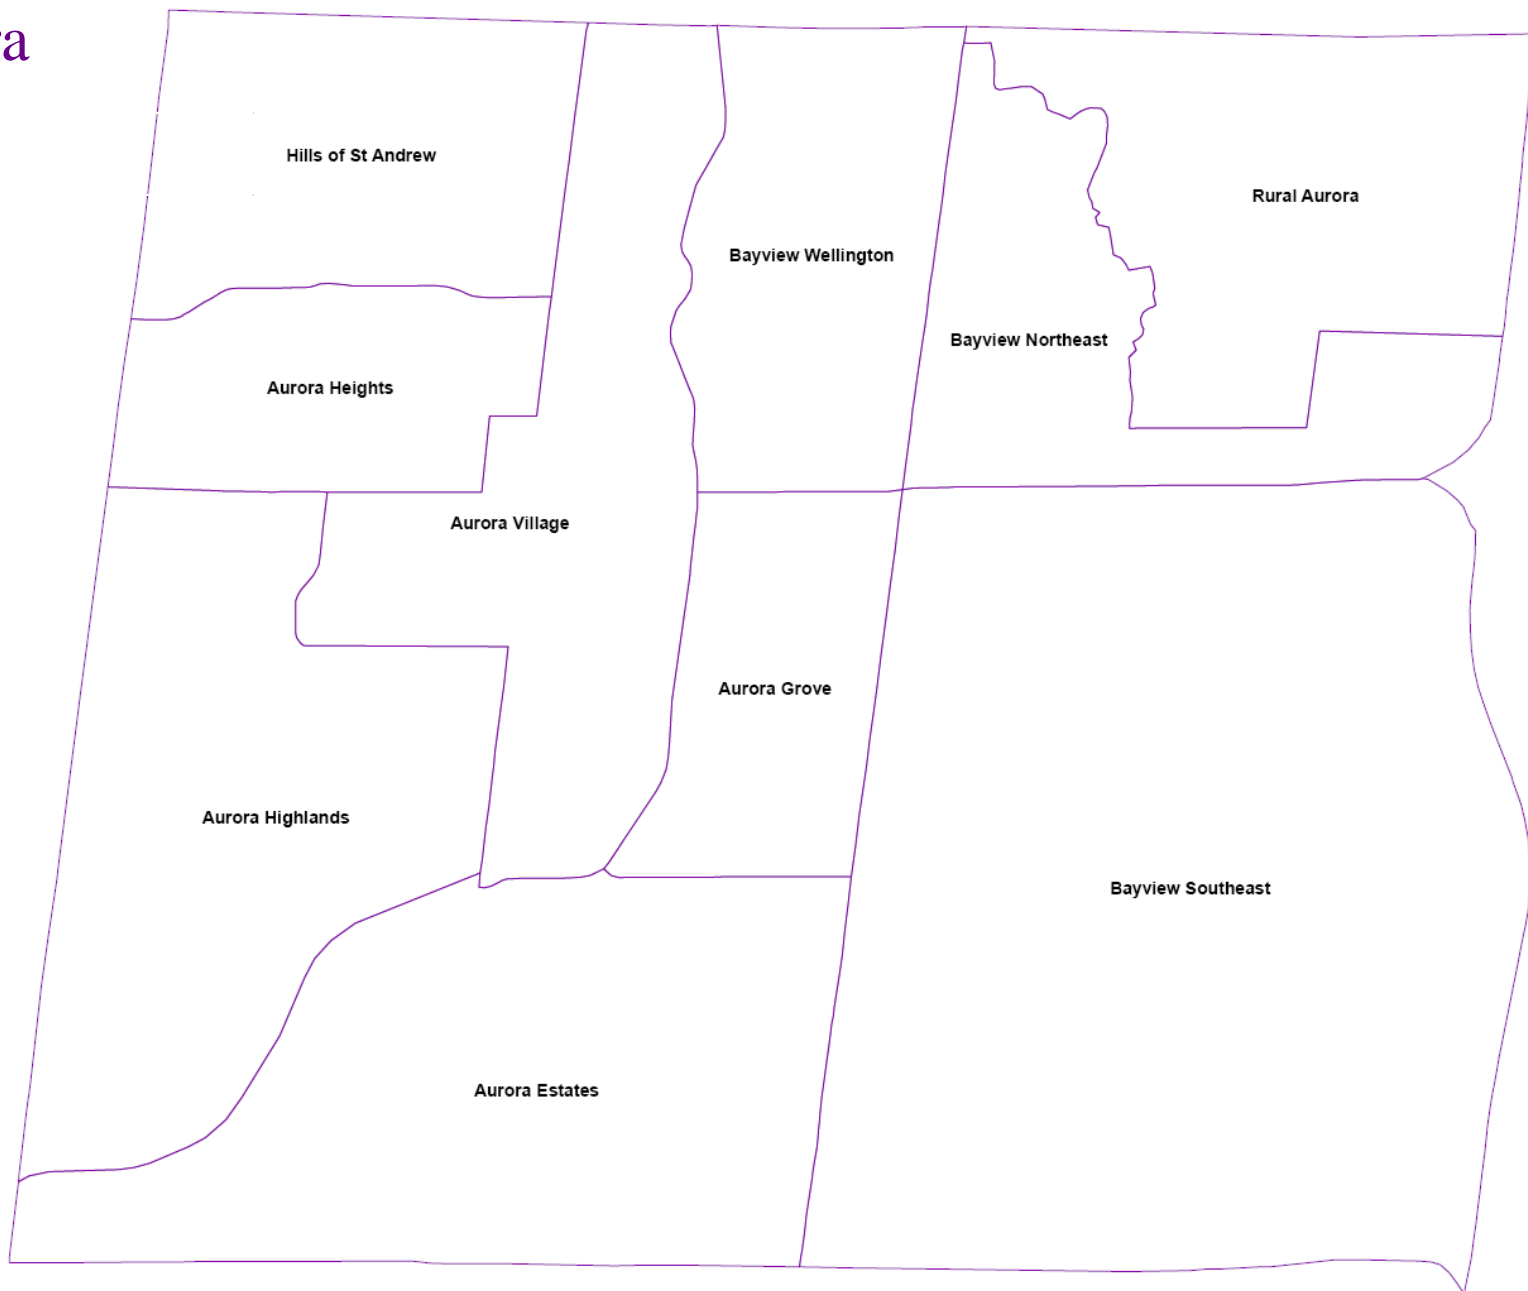 ra
Hills of St Andrew
Rural Aurora
Bayview Wellington
Bayview Northeast
Aurora Heights
Aurora Village
Aurora Grove
Aurora Highlands
Bayview Southeast
Aurora Estates